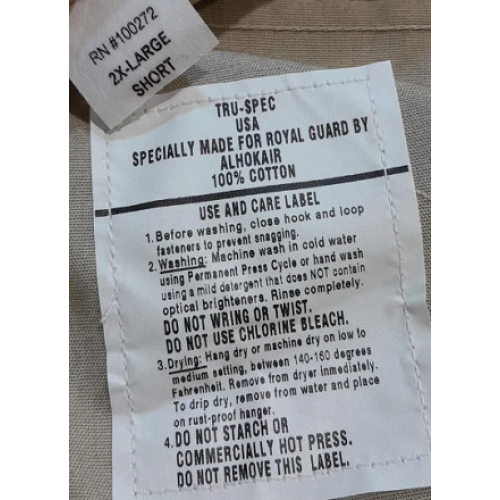 RN #100272
2X-LARGE
SHORT
TRU-SPEC
USA
SPECIALLY MADE FOR ROYAL GUARD BY
ALHOKAIR
100% COTTON
USE AND CARE LABEL
1. Before washing, close hook and loop
fasteners to prevent snagging.
2. Washing: Machine wash in cold water
using Permanent Press Cycle or hand wash
using a mild detergent that does NOT contain
optical brighteners. Rinse completely.
DO NOT WRING OR TWIST.
DO NOT USE CHLORINE BLEACH.
3. Drying: Hang dry or machine dry on low to
medium setting, between 140-160 degrees
Fahrenheit. Remove from dryer immediately.
To drip dry, remove from water and place
on rust-proof hanger.
4. DO NOT STARCH OR
COMMERCIALLY HOT PRESS.
DO NOT REMOVE THIS LABEL.